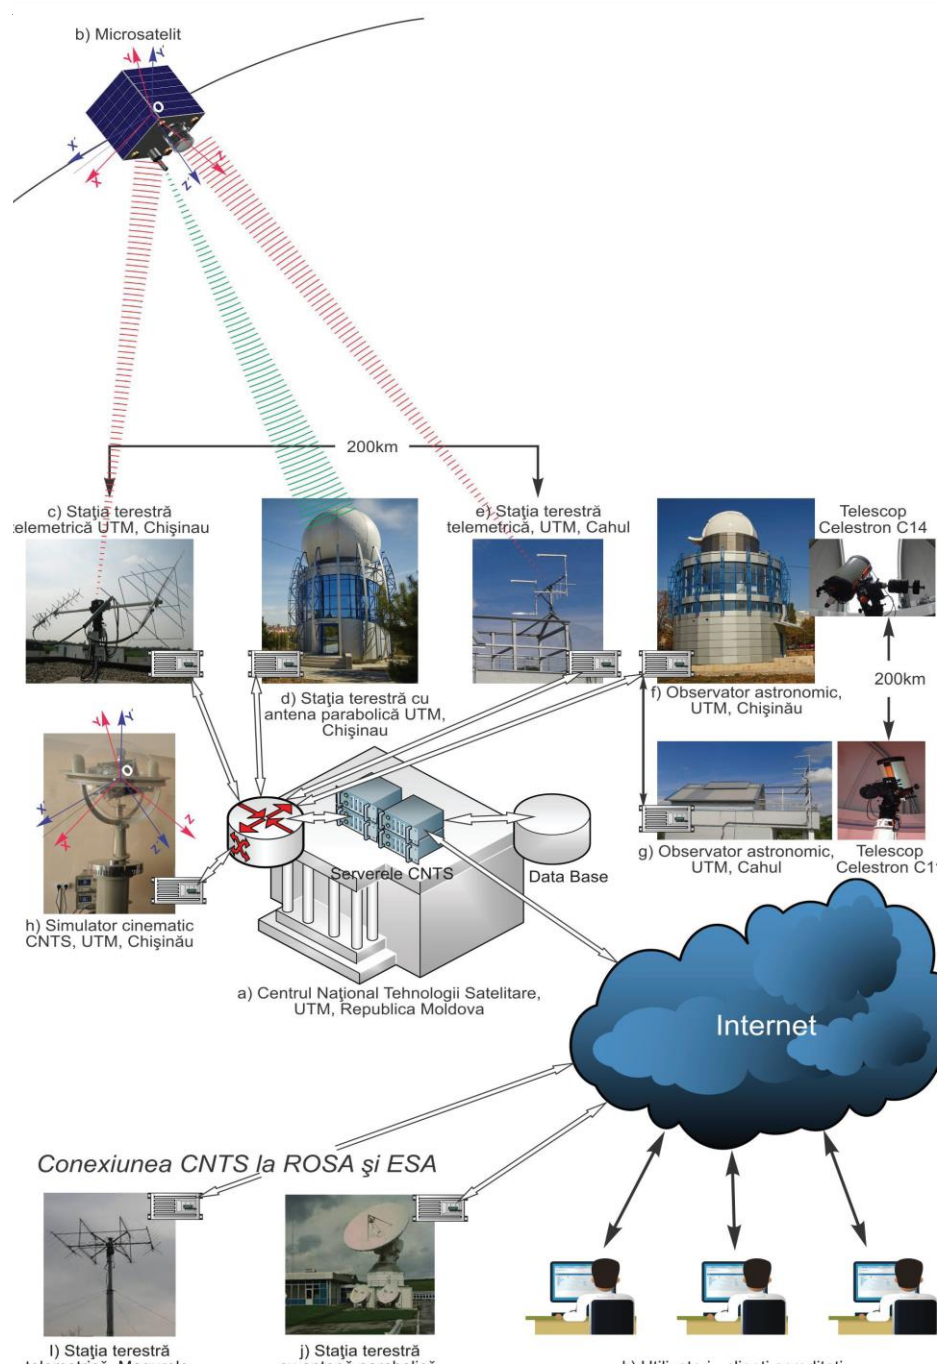 b) Microsatelit
Y
Y'
O
X'
X
Z'
Z
200km
c) Staţia terestră
telemetrică UTM, Chişinau
e) Staţia terestră
telemetrică, UTM, Cahul
Telescop
Celestron C14
d) Staţia terestră cu
antena parabolică UTM,
Chişinau
f) Observator astronomic,
UTM, Chişinău
200km
Y
Y'
O
X'
X
Z'
Z
Serverele CNTS
Data Base
g) Observator astronomic,
UTM, Cahul
Telescop
Celestron C1
h) Simulator cinematic
CNTS, UTM, Chişinău
a) Centrul Naţional Tehnologii Satelitare,
UTM, Republica Moldova
Internet
Conexiunea CNTS la ROSA şi ESA
l) Staţia terestră
j) Staţia terestră